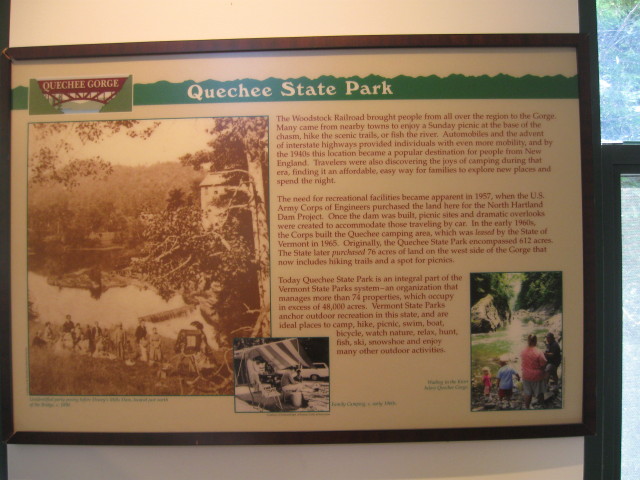 QUECHEE GORGE
Quechee State Park
The Woodstock Railroad brought people from all over the region to the Gorge.
Many came from nearby towns to enjoy a Sunday picnic at the base of the
chasm, hike the scenic trails, or fish the river. Automobiles and the advent
of interstate highways provided individuals with even more mobility, and by
the 1940s this location became a popular destination for people from New
England. Travelers were also discovering the joys of camping during that
era, finding it an affordable, easy way for families to explore new places and
spend the night.
The need for recreational facilities became apparent in 1957, when the U.S.
Army Corps of Engineers purchased the land here for the North Hartland
Dam Project. Once the dam was built, picnic sites and dramatic overlooks
were created to accommodate those traveling by car. In the early 1960s,
the Corps built the Quechee camping area, which was leased by the State of
Vermont in 1965. Originally, the Quechee State Park encompassed 612 acres.
The State later purchased 76 acres of land on the west side of the Gorge that
now includes hiking trails and a spot for picnics.
Today Quechee State Park is an integral part of the
Vermont State Parks system—an organization that
manages more than 74 properties, which occupy
in excess of 48,000 acres. Vermont State Parks
anchor outdoor recreation in this state, and are
ideal places to camp, hike, picnic, swim, boat,
bicycle, watch nature, relax, hunt,
fish, ski, snowshoe and enjoy
many other outdoor activities.
Family Camping, c. early 1960s